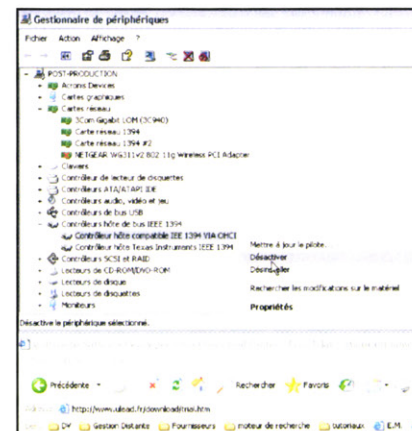 Gestionnaire de périphériques
Fichier Action Affichage ?
POST-PRODUCTION
Acronis Devices
Cartes graphiques
Cartes réseau
3Com Gigabit LOM (3C940)
Carte réseau 1394
Carte réseau 1394 #2
NETGEAR WG311v2 802.11g Wireless PCI Adapter
Claviers
Contrôleur de lecteur de disquettes
Contrôleurs ATA/ATAPI IDE
Contrôleurs audio, vidéo et jeu
Contrôleurs de bus USB
Contrôleurs hôte de bus IEEE 1394
Contrôleur hôte compatible IEEE 1394 VIA OHCI
Contrôleur hôte Texas Instruments IEEE 1394
Contrôleurs SCSI et RAID
Lecteurs de CD-ROM/DVD-ROM
Lecteurs de disque
Lecteurs de disquettes
Moniteurs
Mettre à jour le pilote...
Désactiver
Désinstaller
Rechercher les modifications sur le matériel
Propriétés
Désactive le périphérique sélectionné.
Précédente Rechercher Favoris
http://www.ulead.fr/download/trial.htm
DV Gestion Distante Fournisseurs moteur de recherche tutoriaux E.M.